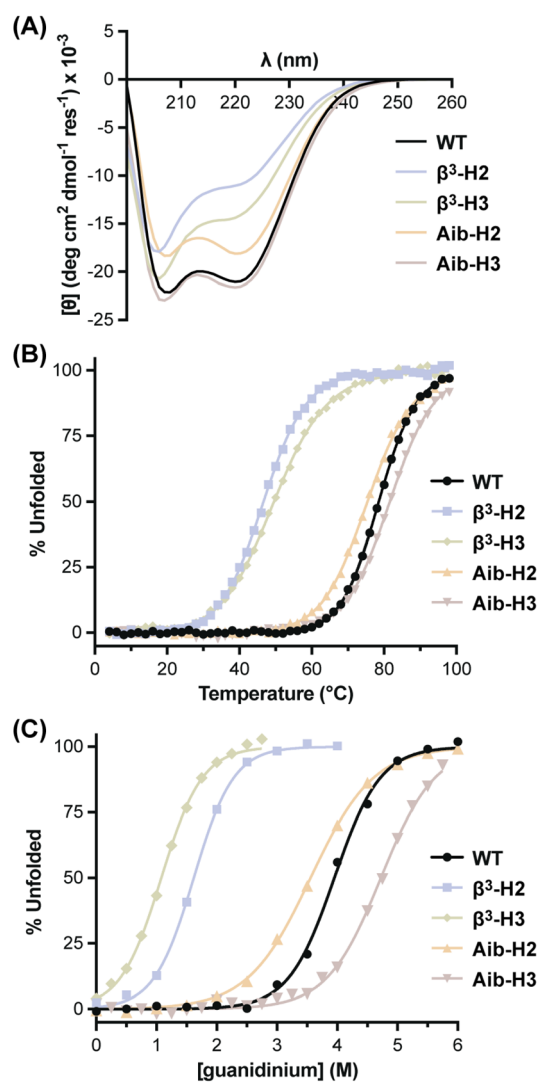 (A)
λ (nm)
0
210 220 230 240 250 260
-5
-10
-15
-20
-25
[θ] (deg cm² dmol⁻¹ res⁻¹) x 10⁻³
WT
β³-H2
β³-H3
Aib-H2
Aib-H3
(B)
100
75
50
25
0
% Unfolded
WT
β³-H2
β³-H3
Aib-H2
Aib-H3
0 20 40 60 80 100
Temperature (°C)
(C)
100
75
50
25
0
% Unfolded
WT
β³-H2
β³-H3
Aib-H2
Aib-H3
0 1 2 3 4 5 6
[guanidinium] (M)